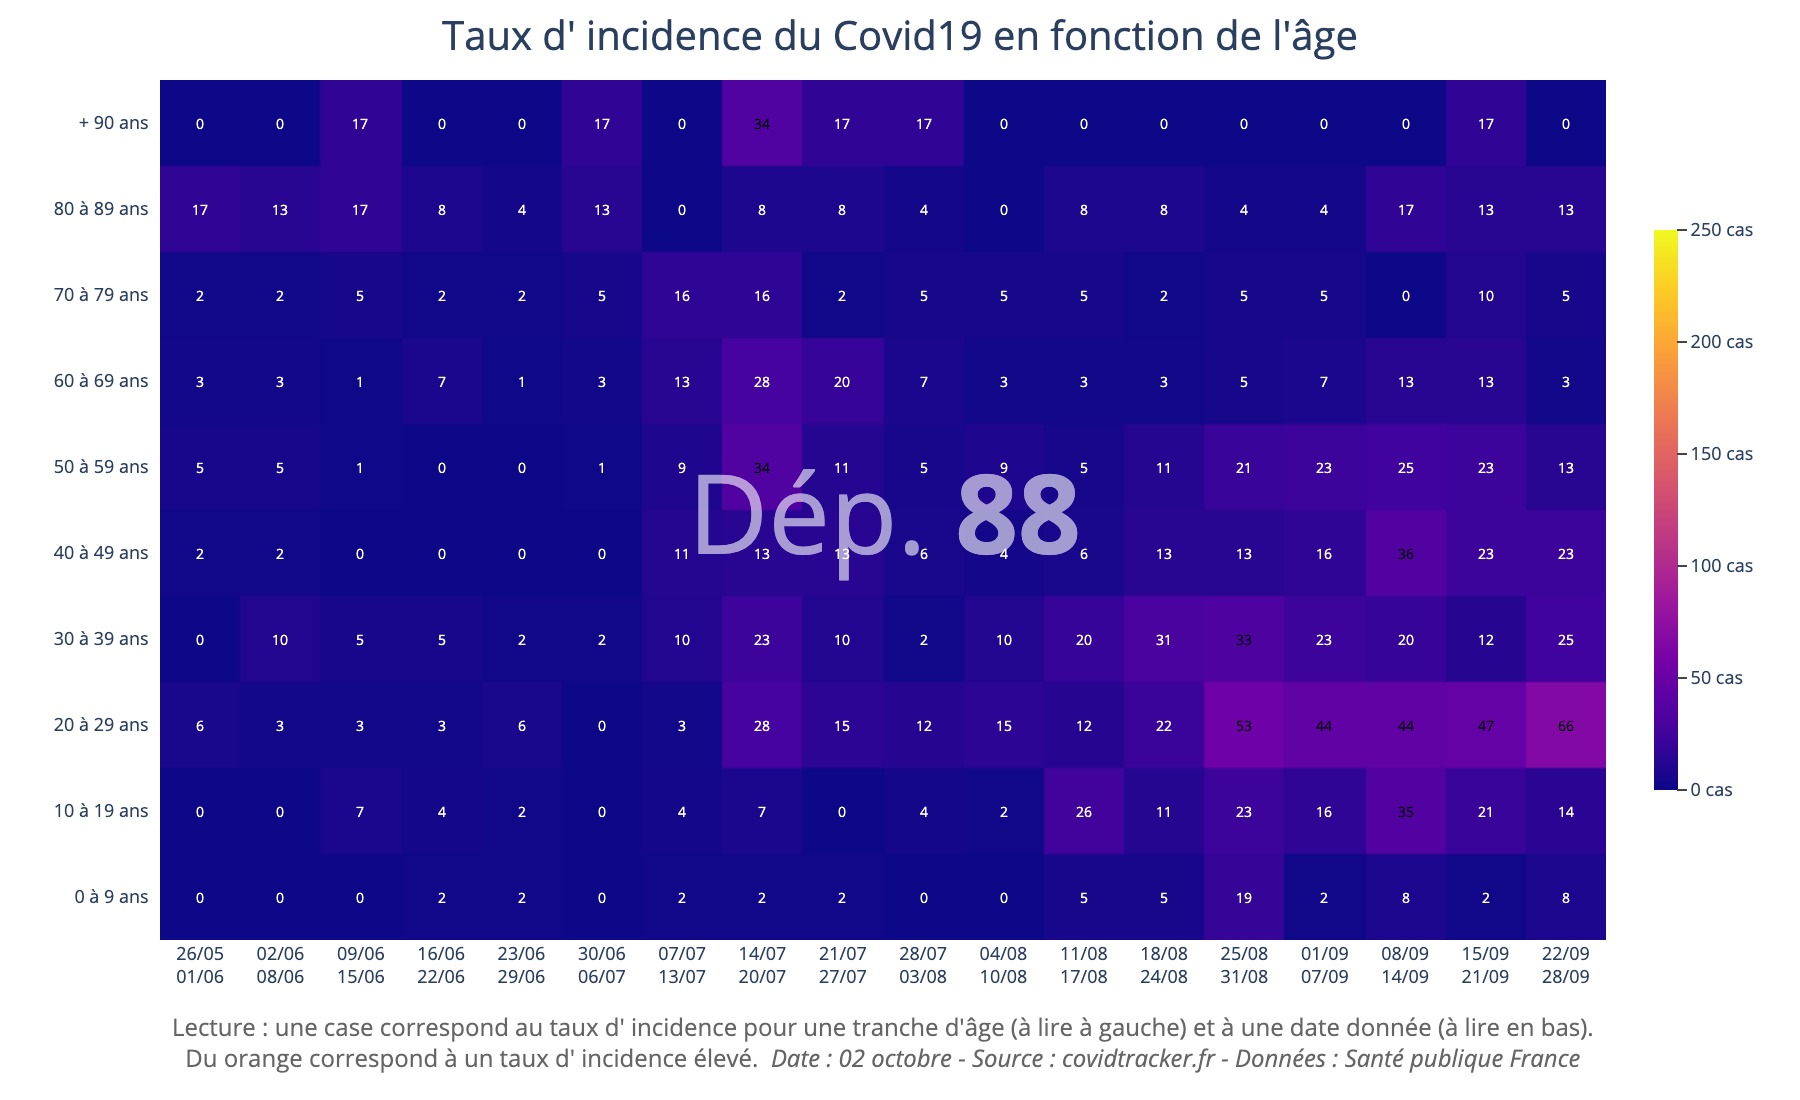 Taux d' incidence du Covid19 en fonction de l'âge
+ 90 ans 0 0 17 0 0 17 0 34 17 17 0 0 0 0 0 0 17 0
80 à 89 ans 17 13 17 8 4 13 0 8 8 4 0 8 8 4 4 17 13 13
70 à 79 ans 2 2 5 2 2 5 16 16 2 5 5 5 2 5 5 0 10 5
60 à 69 ans 3 3 1 7 1 3 13 28 20 7 3 3 3 5 7 13 13 3
50 à 59 ans 5 5 1 0 0 1 9 34 11 5 9 5 11 21 23 25 23 13
Dép. 88
40 à 49 ans 2 2 0 0 0 0 11 13 13 6 4 6 13 13 16 36 23 23
30 à 39 ans 0 10 5 5 2 2 10 23 10 2 10 20 31 33 23 20 12 25
20 à 29 ans 6 3 3 3 6 0 3 28 15 12 15 12 22 53 44 44 47 66
10 à 19 ans 0 0 7 4 2 0 4 7 0 4 2 26 11 23 16 35 21 14
0 à 9 ans 0 0 0 2 2 0 2 2 2 0 0 5 5 19 2 8 2 8
26/05 02/06 09/06 16/06 23/06 30/06 07/07 14/07 21/07 28/07 04/08 11/08 18/08 25/08 01/09 08/09 15/09 22/09
01/06 08/06 15/06 22/06 29/06 06/07 13/07 20/07 27/07 03/08 10/08 17/08 24/08 31/08 07/09 14/09 21/09 28/09
250 cas
200 cas
150 cas
100 cas
50 cas
0 cas
Lecture : une case correspond au taux d' incidence pour une tranche d'âge (à lire à gauche) et à une date donnée (à lire en bas).
Du orange correspond à un taux d' incidence élevé. Date : 02 octobre - Source : covidtracker.fr - Données : Santé publique France